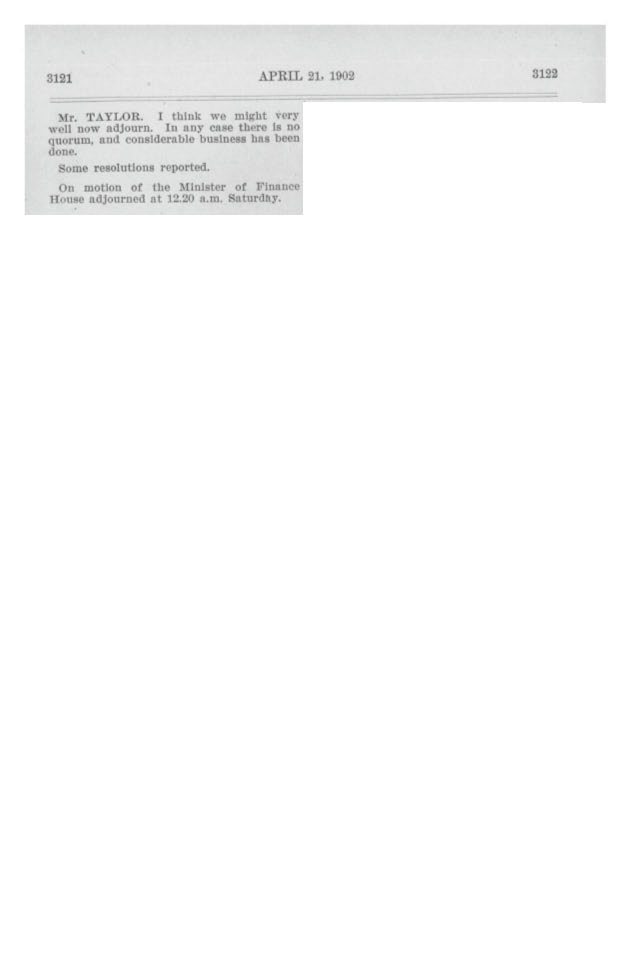 3121 APRIL 21, 1902 3122
Mr. TAYLOR. I think we might very
well now adjourn. In any case there is no
quorum, and considerable business has been
done.
Some resolutions reported.
On motion of the Minister of Finance
House adjourned at 12.20 a.m. Saturday.